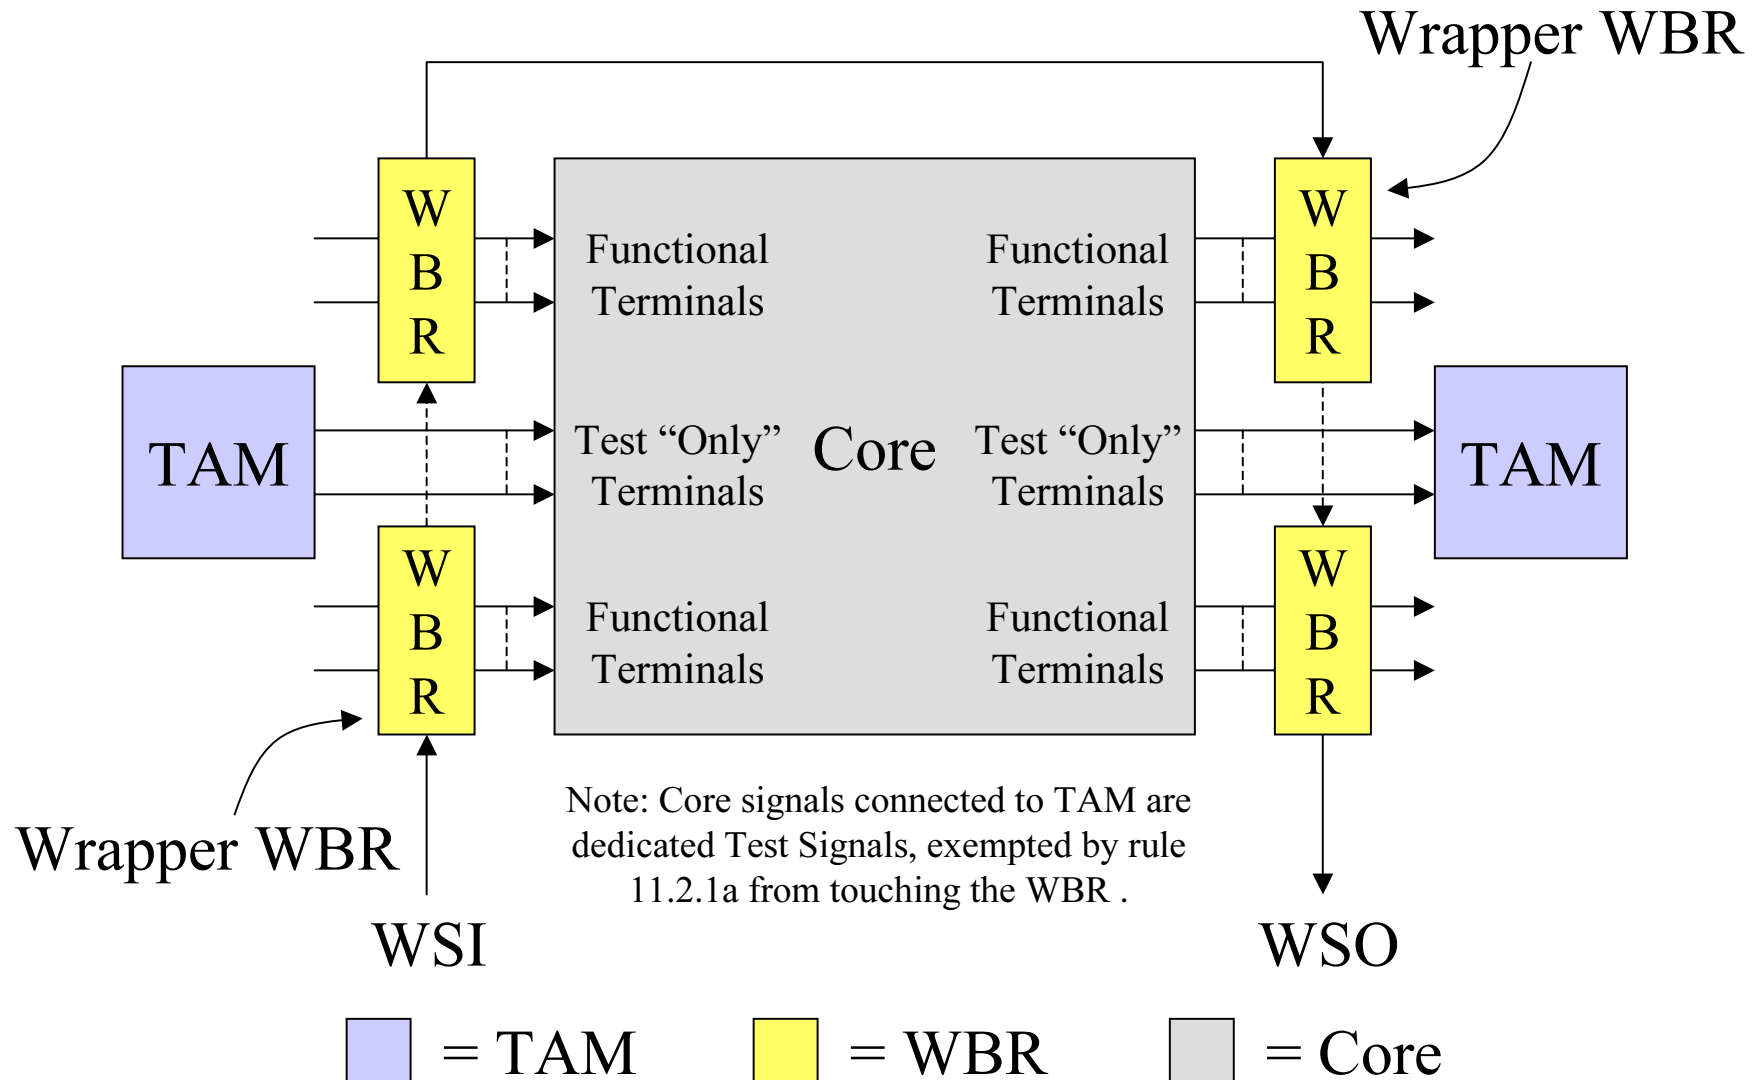 Wrapper WBR
W
B
R
W
B
R
Functional
Terminals
Functional
Terminals
TAM
Test “Only”
Terminals
Core
Test “Only”
Terminals
TAM
W
B
R
W
B
R
Functional
Terminals
Functional
Terminals
Wrapper WBR
Note: Core signals connected to TAM are
dedicated Test Signals, exempted by rule
11.2.1a from touching the WBR .
WSI
WSO
= TAM
= WBR
= Core